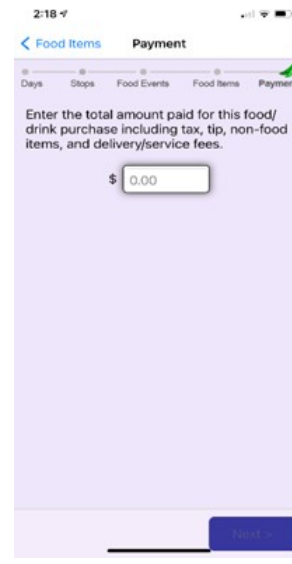 2:18
< Food Items Payment
Days Stops Food Events Food Items Paymen
Enter the total amount paid for this food/
drink purchase including tax, tip, non-food
items, and delivery/service fees.
$ 0.00
Next >